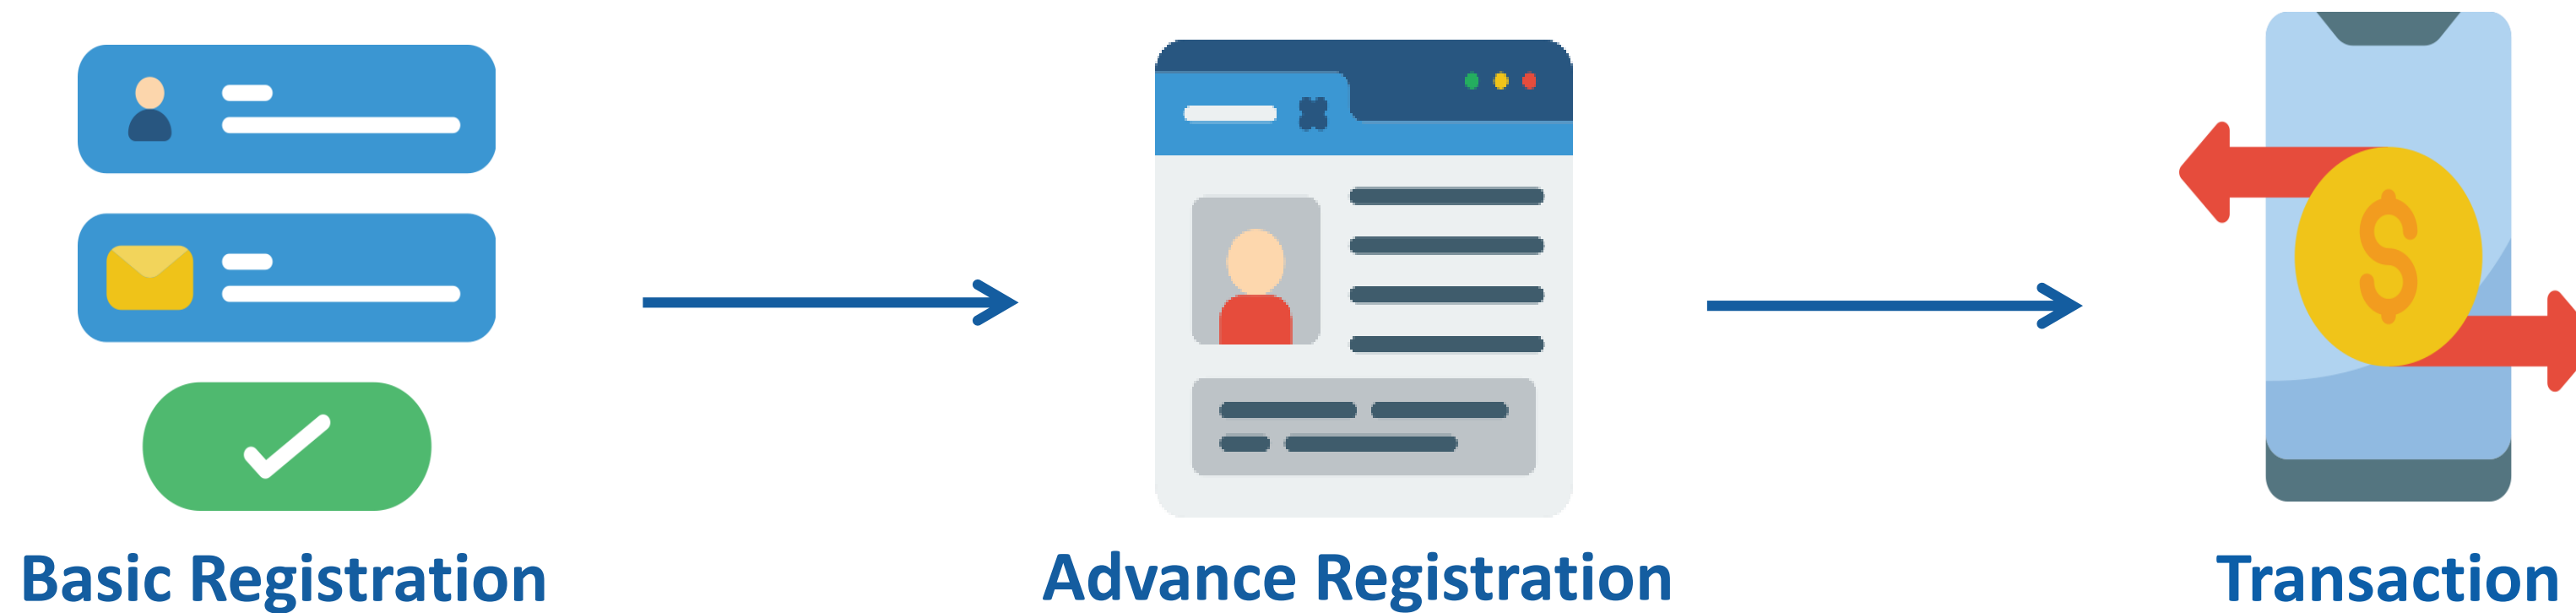 Basic Registration
Advance Registration
Transaction
$